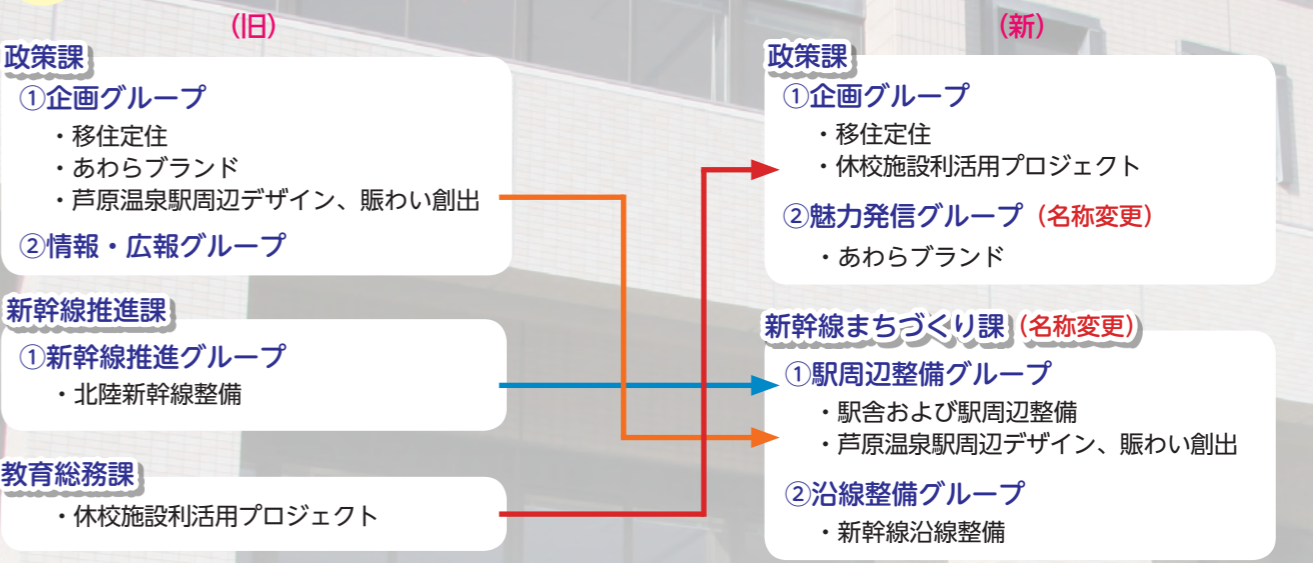 (旧)
政策課
①企画グループ
・移住定住
・あわらブランド
・芦原温泉駅周辺デザイン、賑わい創出
②情報・広報グループ
新幹線推進課
①新幹線推進グループ
・北陸新幹線整備
教育総務課
・休校施設利活用プロジェクト
(新)
政策課
①企画グループ
・移住定住
・休校施設利活用プロジェクト
②魅力発信グループ(名称変更)
・あわらブランド
新幹線まちづくり課(名称変更)
①駅周辺整備グループ
・駅舎および駅周辺整備
・芦原温泉駅周辺デザイン、賑わい創出
②沿線整備グループ
・新幹線沿線整備